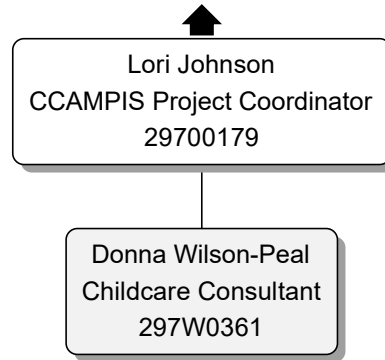 Lori Johnson
CCAMPIS Project Coordinator
29700179
Donna Wilson-Peal
Childcare Consultant
297W0361